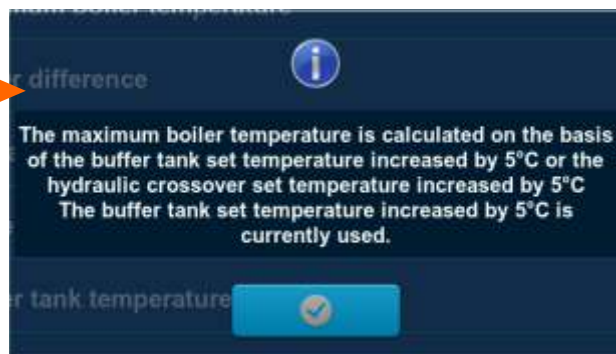 boiler temperature
difference
The maximum boiler temperature is calculated on the basis
of the buffer tank set temperature increased by 5°C or the
hydraulic crossover set temperature increased by 5°C
The buffer tank set temperature increased by 5°C is
currently used.
tank temperature